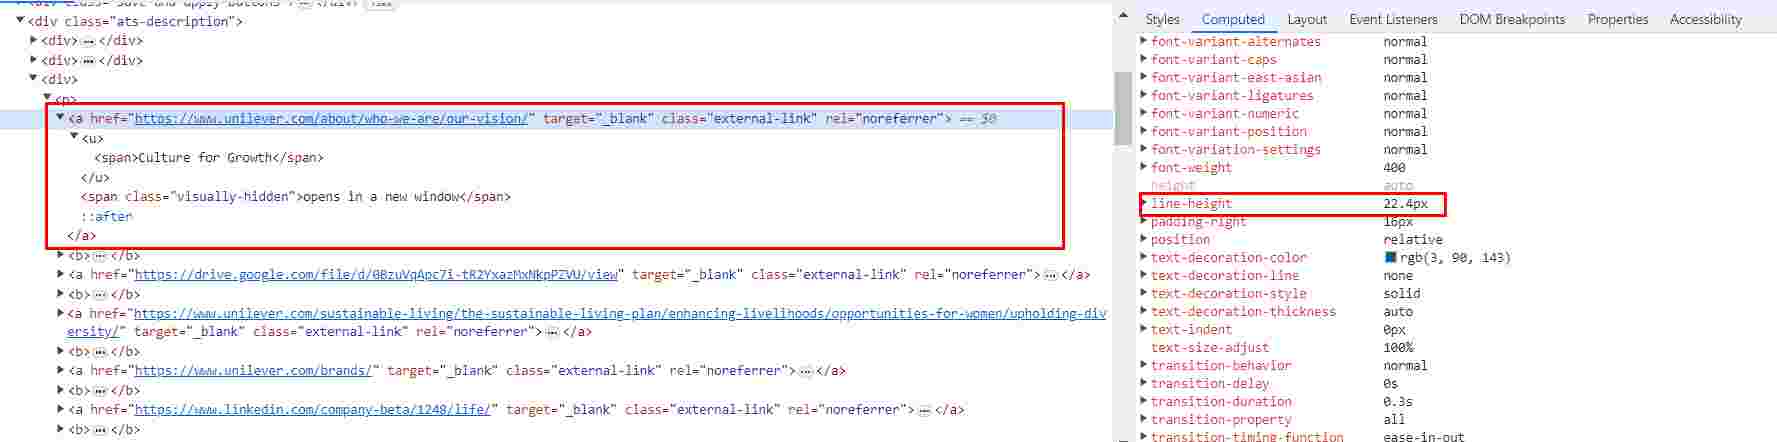 <div class="ats-description">
<div> ⋯ </div>
<div> ⋯ </div>
<div>
<p>
<a href="https://www.unilever.com/about/who-we-are/our-vision/" target="_blank" class="external-link" rel="noreferrer"> == $0
<u>
<span>Culture for Growth</span>
</u>
<span class="visually-hidden">opens in a new window</span>
::after
</a>
<b> ⋯ </b>
<a href="https://drive.google.com/file/d/0BzuVqApc7i-tR2YxazMxNkpPZVU/view" target="_blank" class="external-link" rel="noreferrer"> ⋯ </a>
<b> ⋯ </b>
<a href="https://www.unilever.com/sustainable-living/the-sustainable-living-plan/enhancing-livelihoods/opportunities-for-women/upholding-div
ersity/" target="_blank" class="external-link" rel="noreferrer"> ⋯ </a>
<b> ⋯ </b>
<a href="https://www.unilever.com/brands/" target="_blank" class="external-link" rel="noreferrer"> ⋯ </a>
<b> ⋯ </b>
<a href="https://www.linkedin.com/company-beta/1248/life/" target="_blank" class="external-link" rel="noreferrer"> ⋯ </a>
<b> ⋯ </b>
Styles Computed Layout Event Listeners DOM Breakpoints Properties Accessibility
font-variant-alternates normal
font-variant-caps normal
font-variant-east-asian normal
font-variant-ligatures normal
font-variant-numeric normal
font-variant-position normal
font-variation-settings normal
font-weight 400
height auto
line-height 22.4px
padding-right 16px
position relative
text-decoration-color rgb(3, 90, 143)
text-decoration-line none
text-decoration-style solid
text-decoration-thickness auto
text-indent 0px
text-size-adjust 100%
transition-behavior normal
transition-delay 0s
transition-duration 0.3s
transition-property all
transition-timing-function ease-in-out